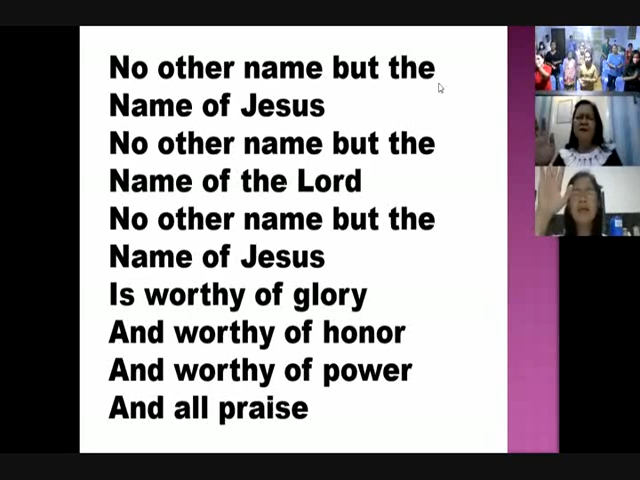 No other name but the
Name of Jesus
No other name but the
Name of the Lord
No other name but the
Name of Jesus
Is worthy of glory
And worthy of honor
And worthy of power
And all praise